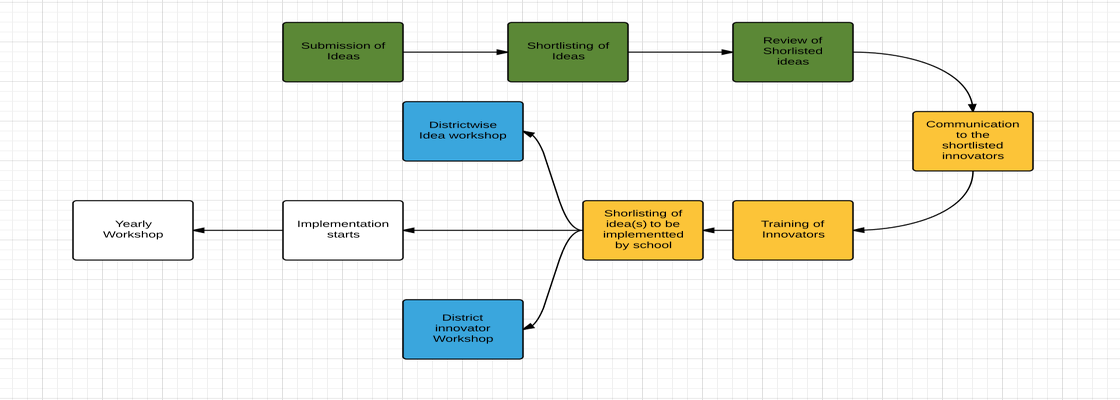 Submission of
Ideas
Shortlisting of
Ideas
Review of
Shorlisted
ideas
Communication
to the
shortlisted
innovators
Training of
Innovators
Shorlisting of
idea(s) to be
implementted
by school
Districtwise
Idea workshop
Implementation
starts
District
innovator
Workshop
Yearly
Workshop